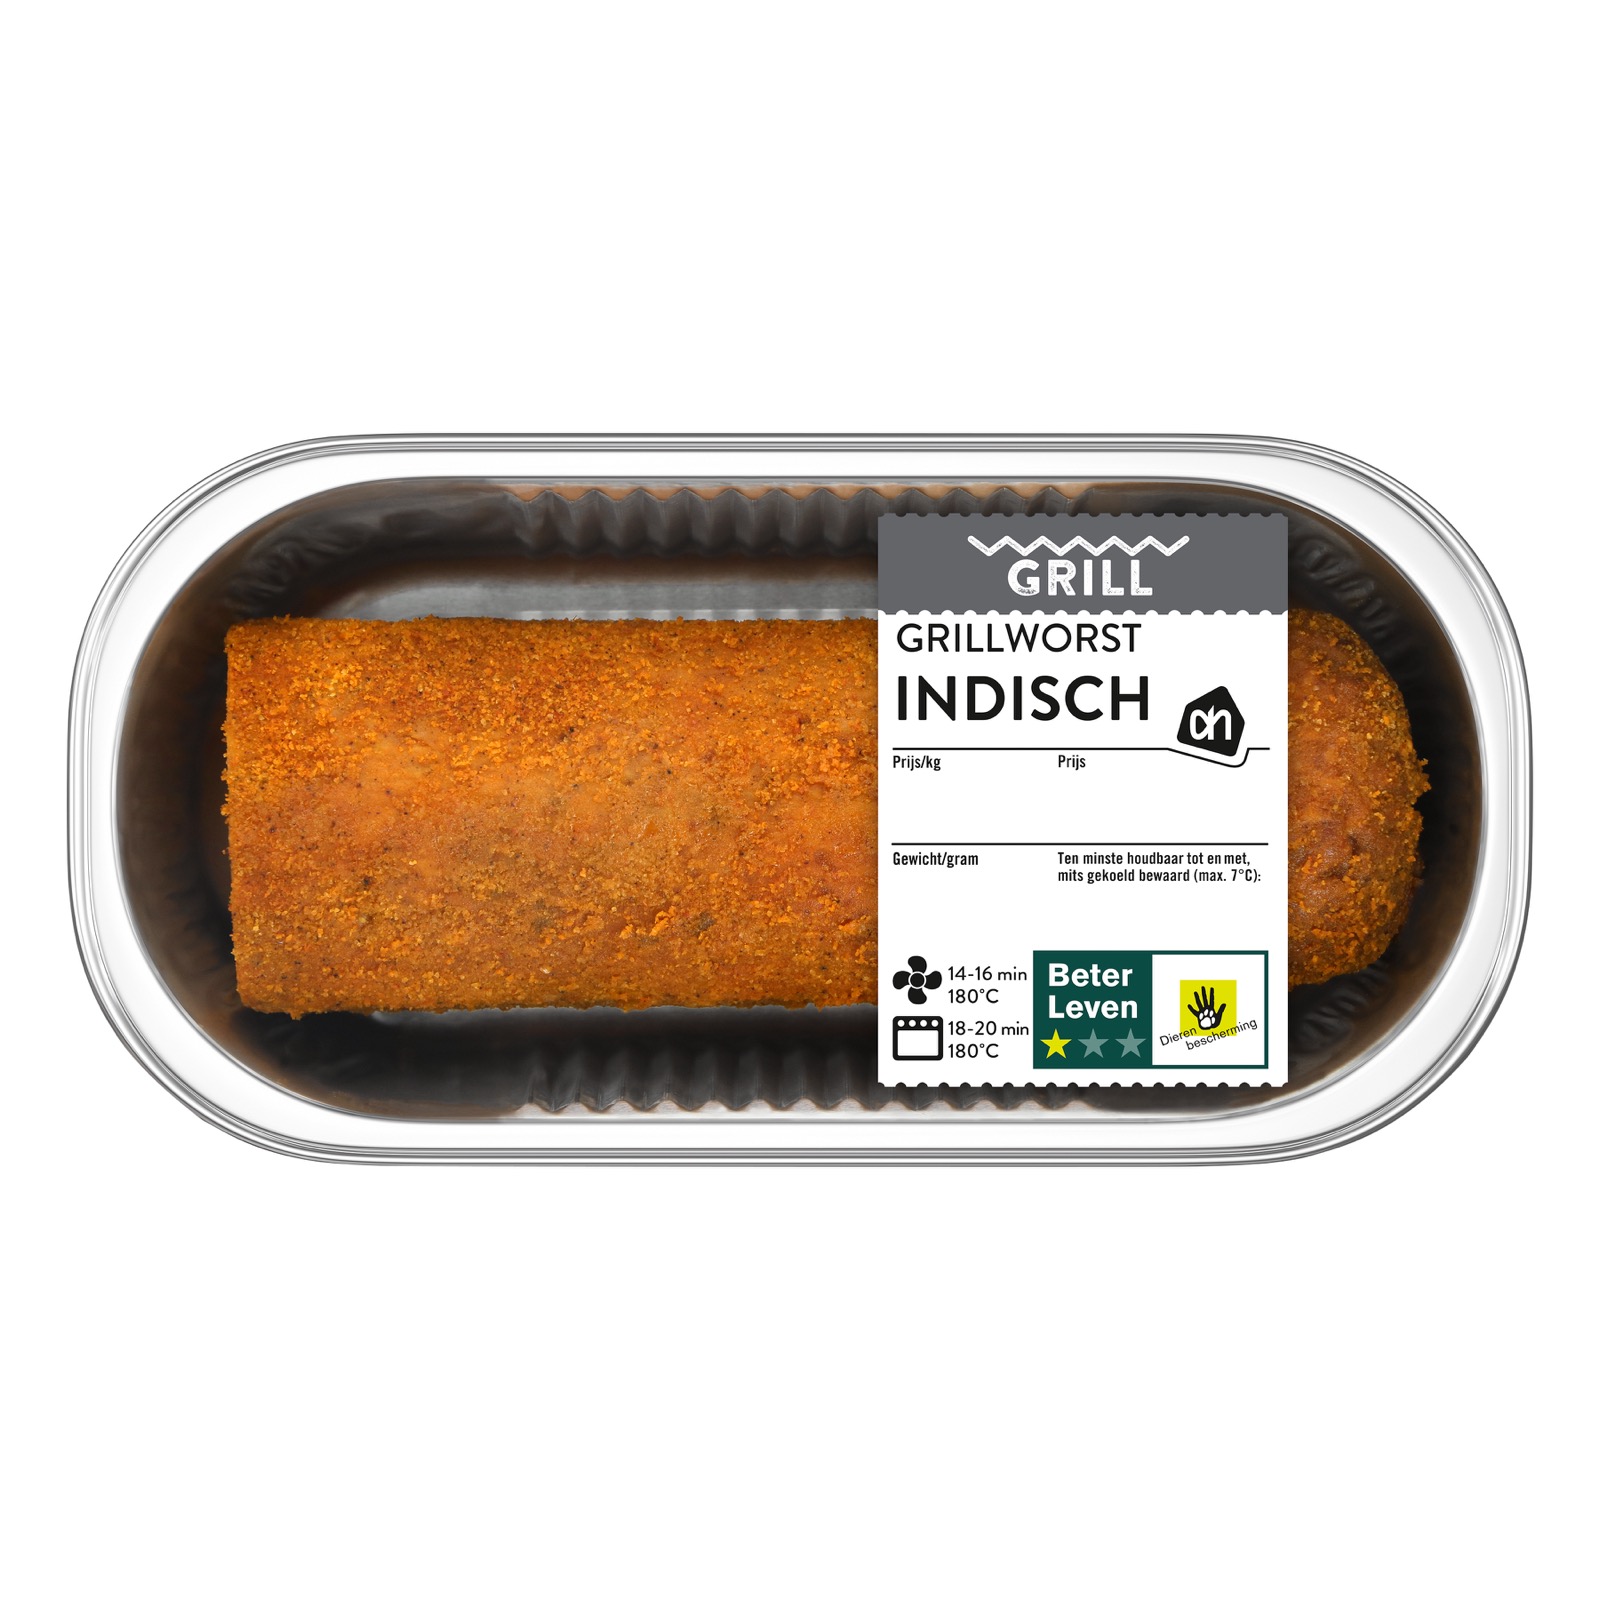 GRILL
GRILLWORST
INDISCH
ah
Prijs/kg Prijs
Gewicht/gram Ten minste houdbaar tot en met,
mits gekoeld bewaard (max. 7°C):
14-16 min
180°C
18-20 min
180°C
Beter
Leven
Dieren
bescherming